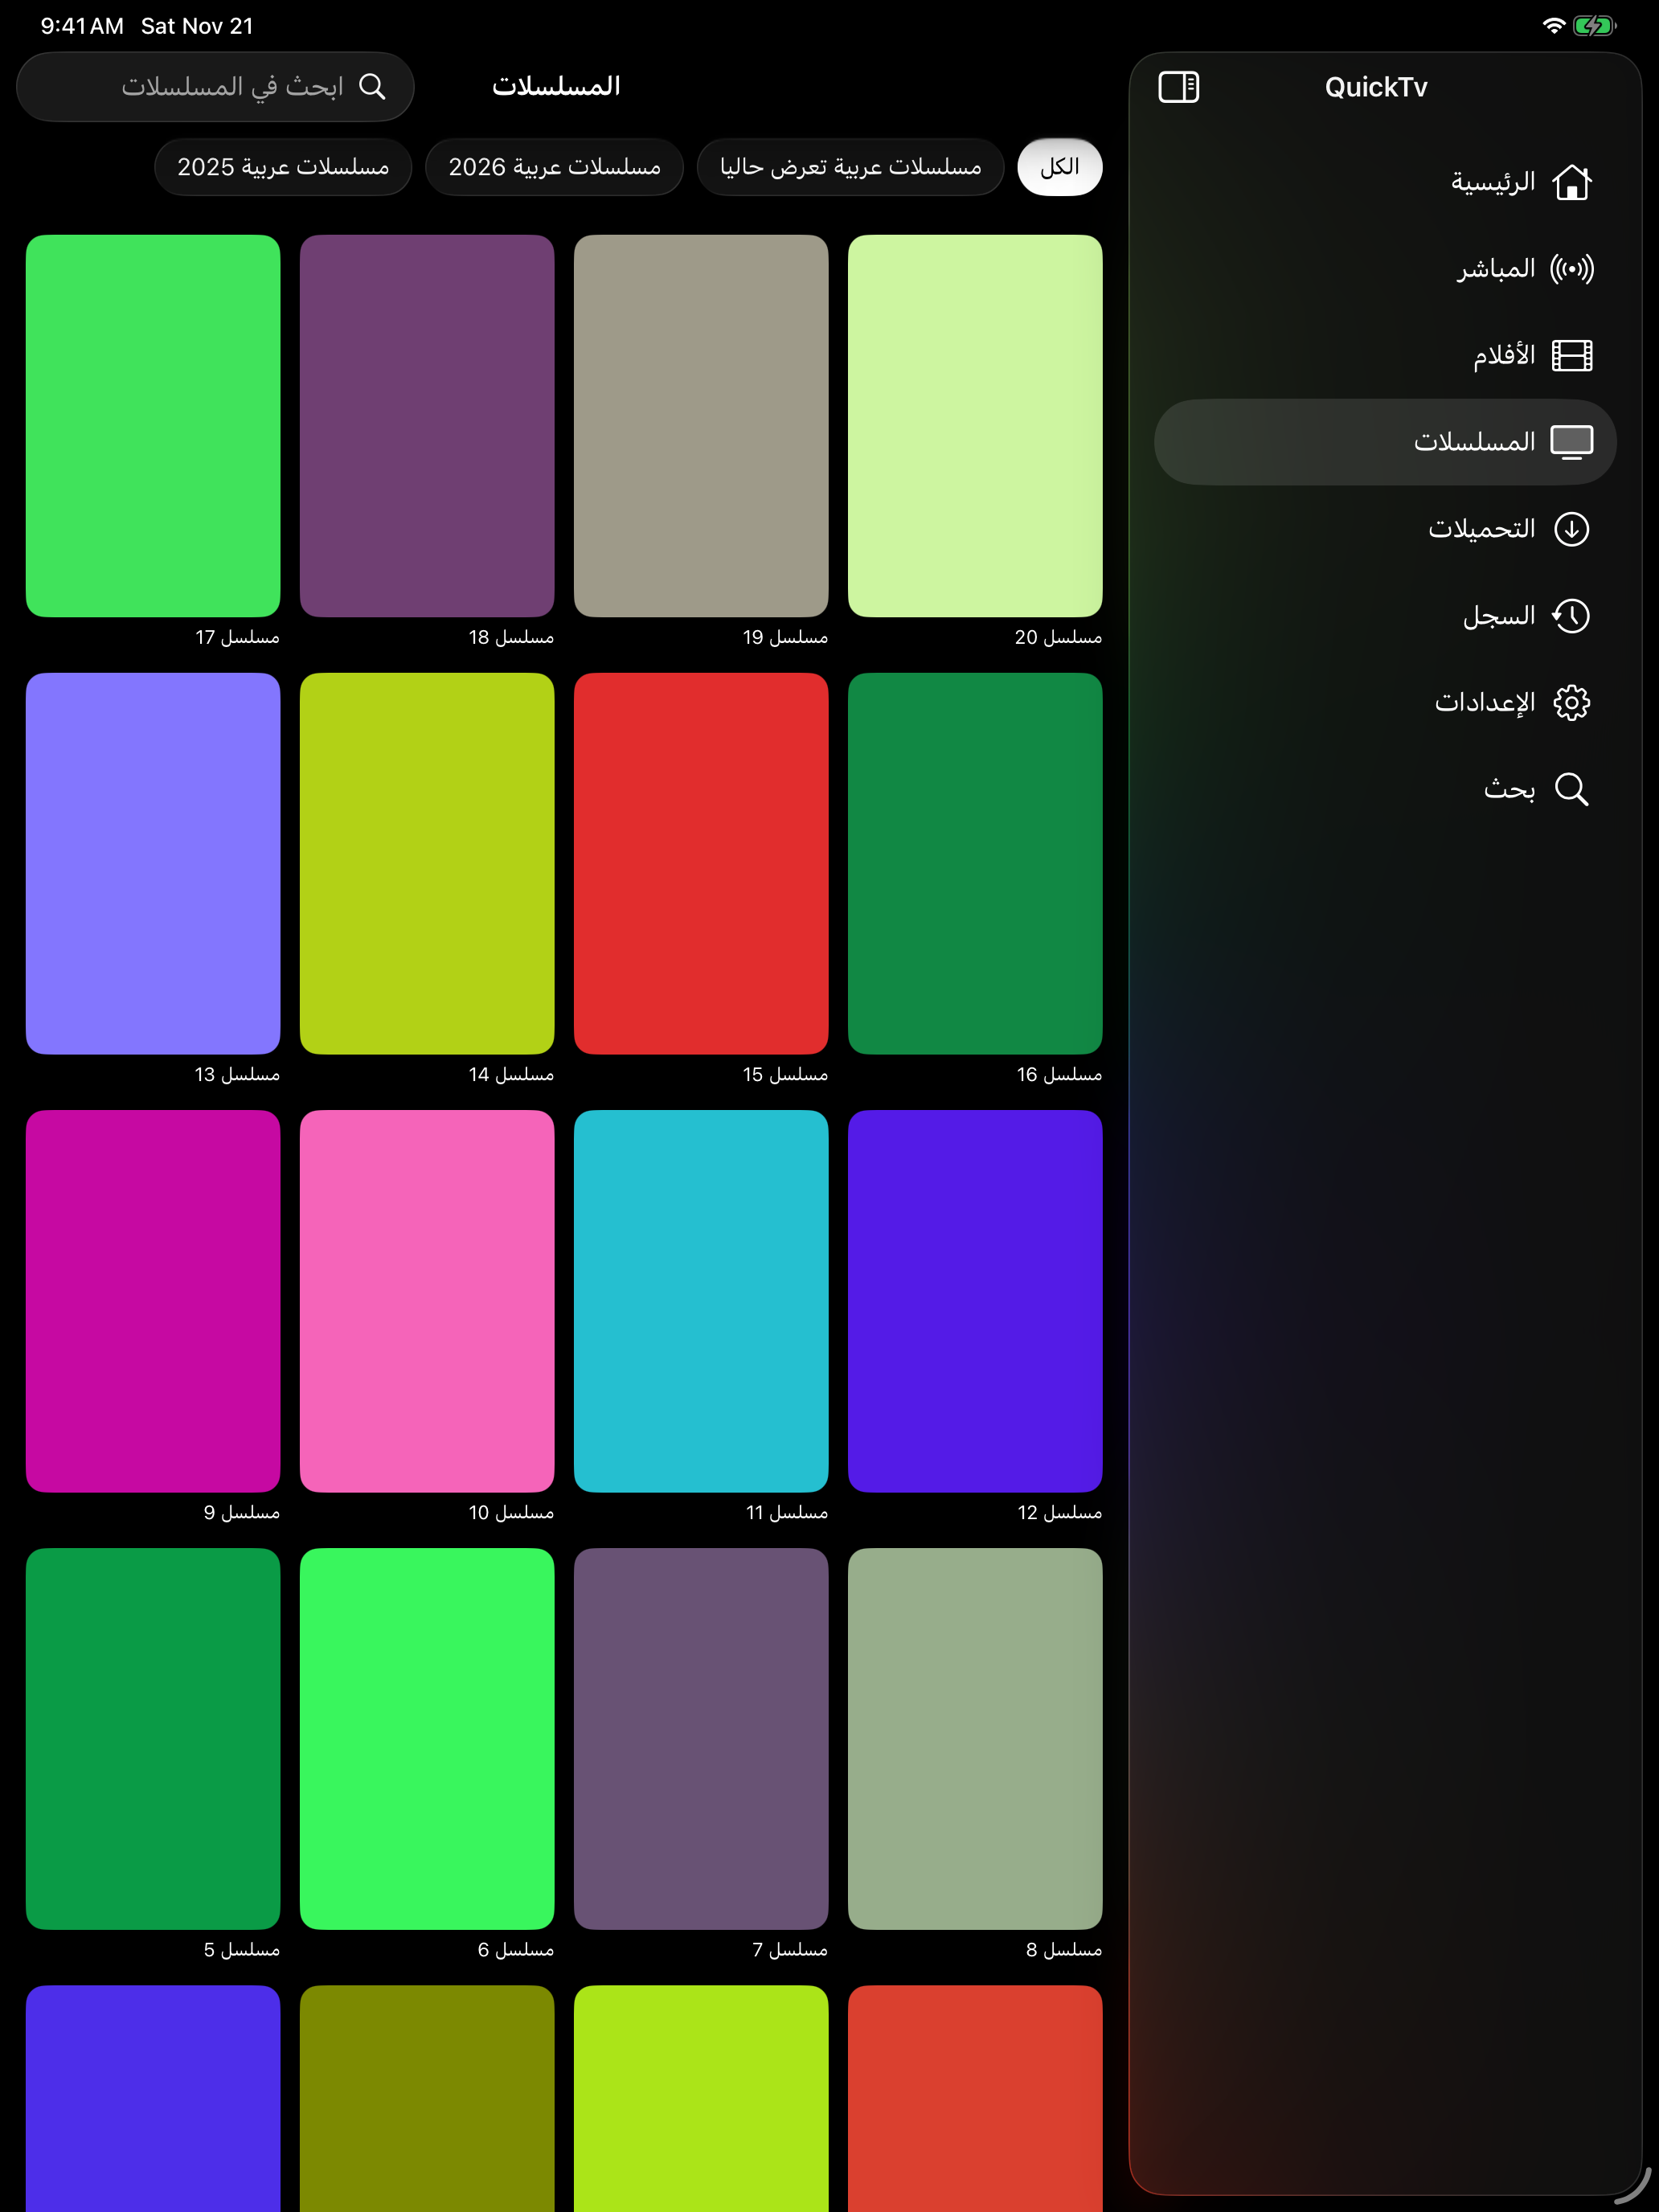 9:41 AM Sat Nov 21
QuickTv
الرئيسية
المباشر
الأفلام
المسلسلات
التحميلات
السجل
الإعدادات
بحث
المسلسلات
ابحث في المسلسلات
الكل
مسلسلات عربية تعرض حاليا
مسلسلات عربية 2026
مسلسلات عربية 2025
مسلسل 20
مسلسل 19
مسلسل 18
مسلسل 17
مسلسل 16
مسلسل 15
مسلسل 14
مسلسل 13
مسلسل 12
مسلسل 11
مسلسل 10
مسلسل 9
مسلسل 8
مسلسل 7
مسلسل 6
مسلسل 5